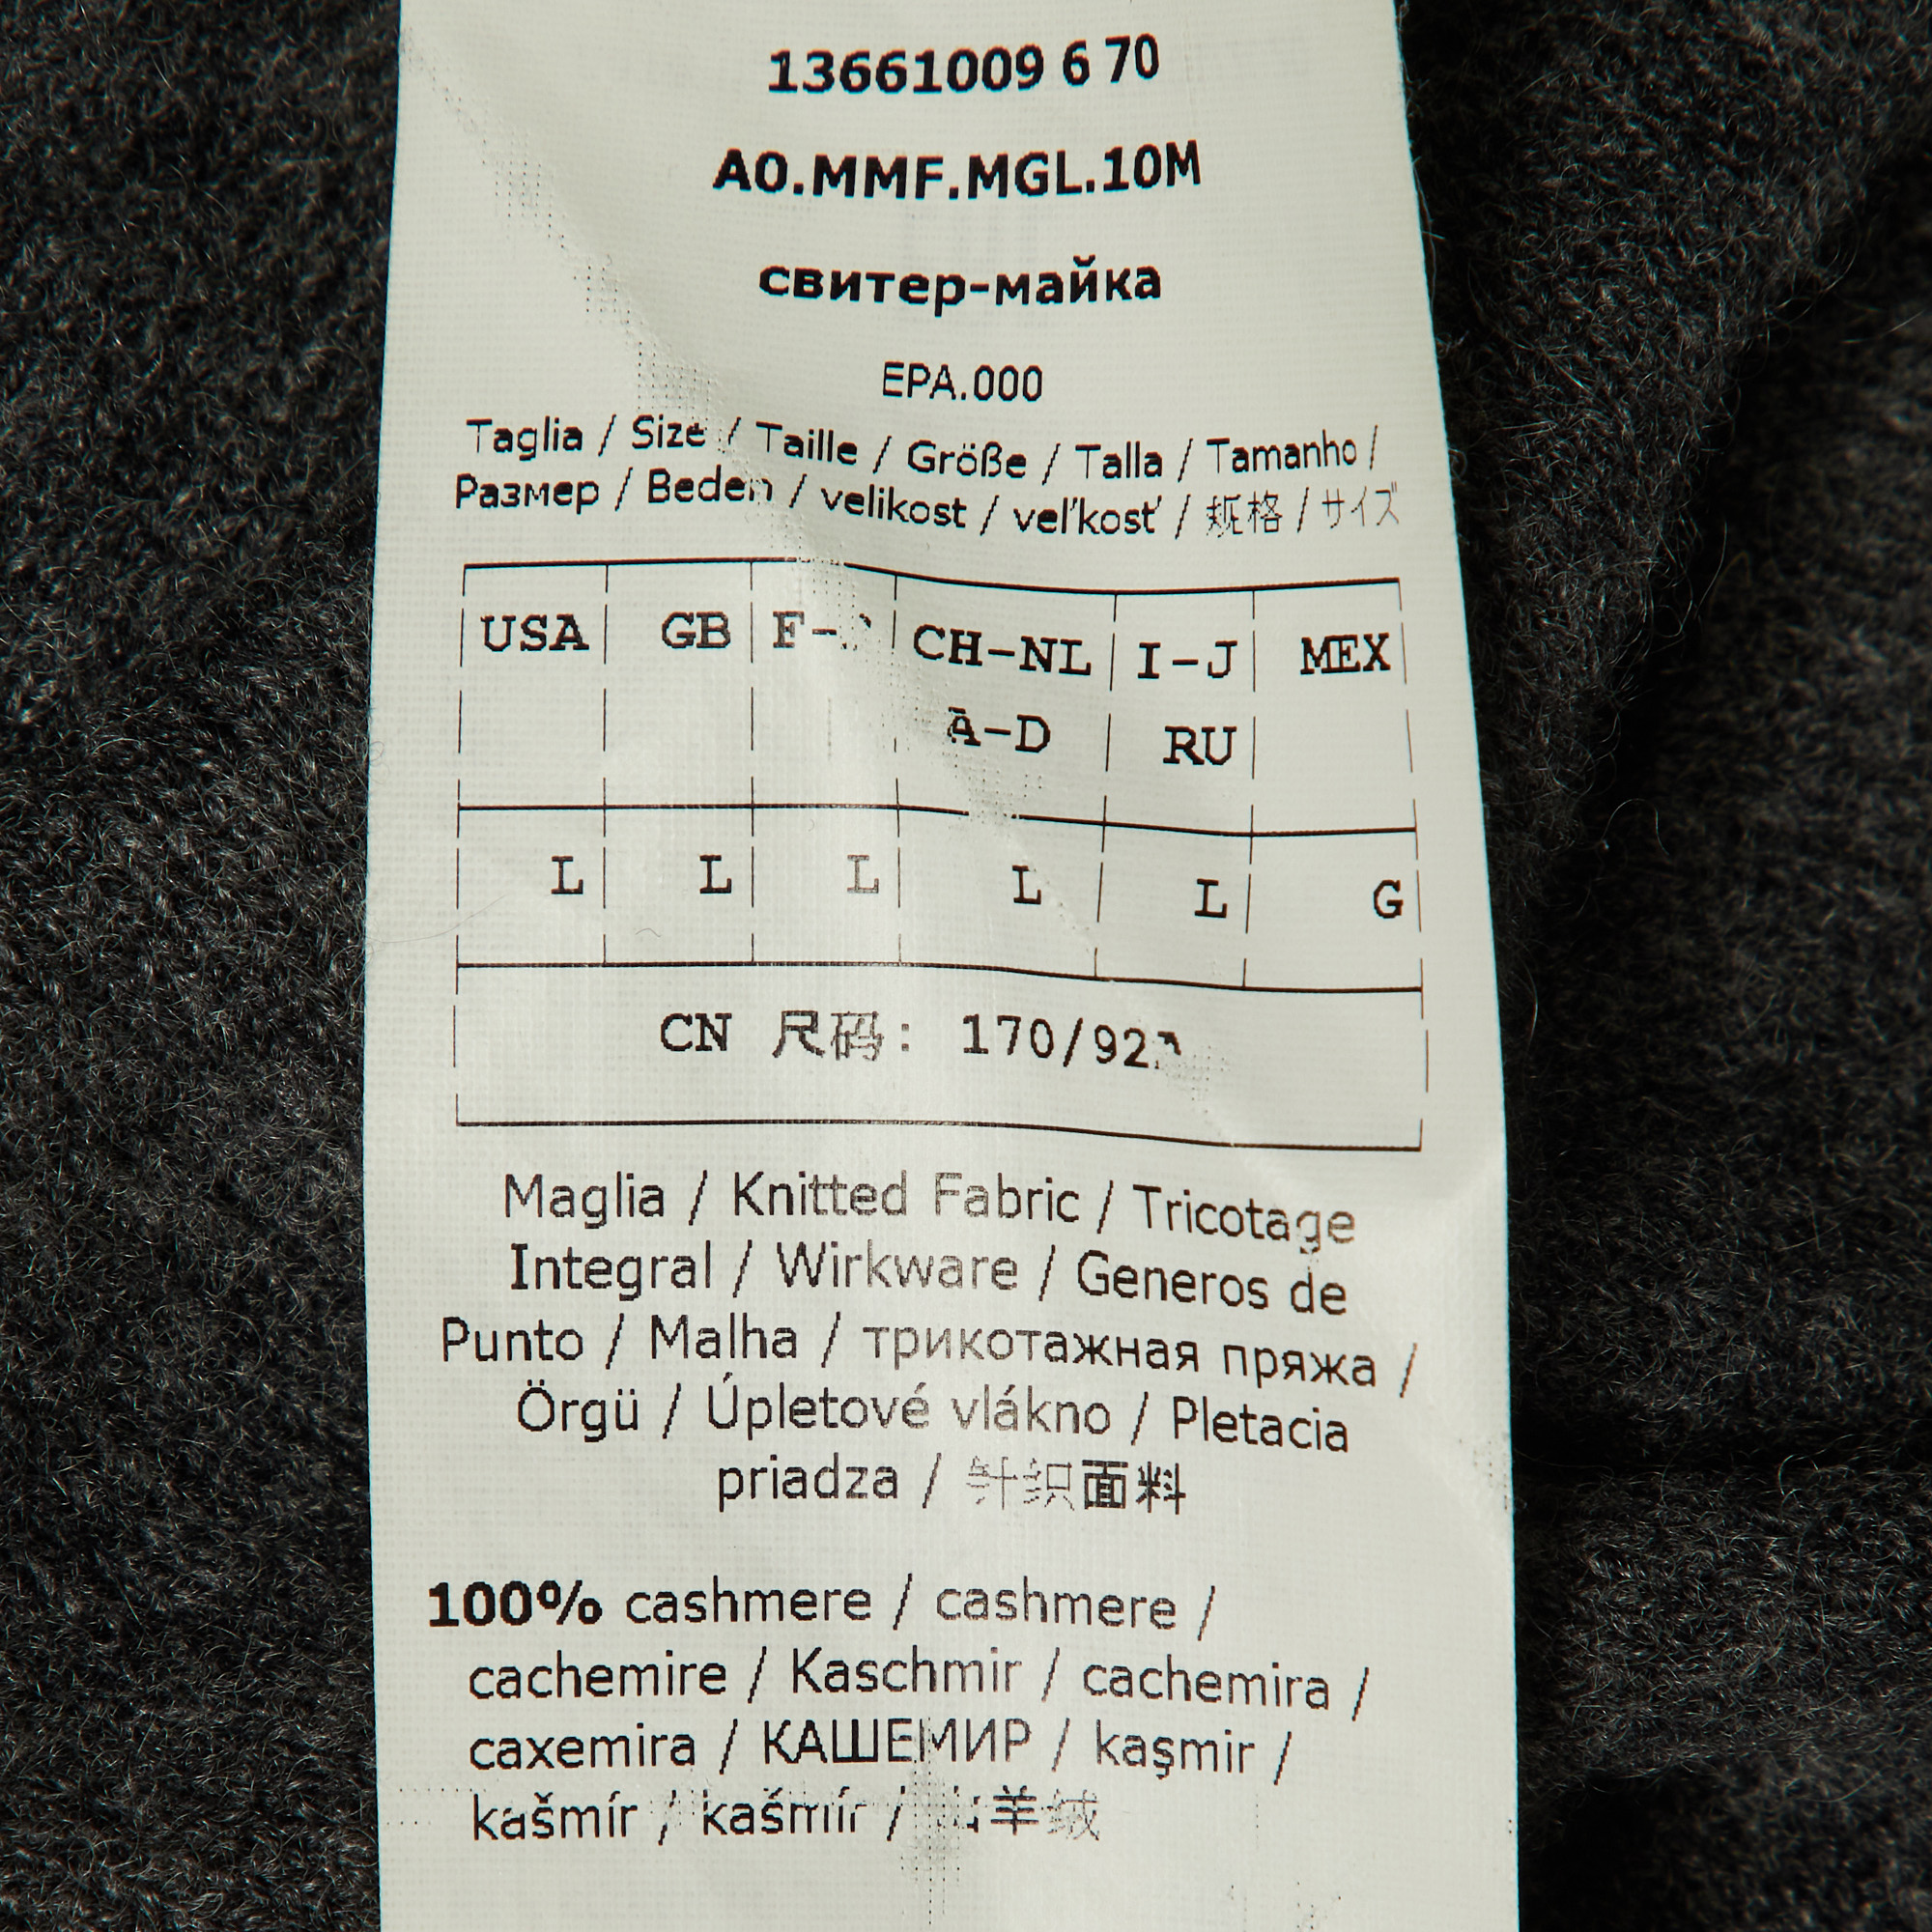 13661009 6 70
A0.MMF.MGL.10M
свитер-майка
EPA.000
Taglia / Size / Taille / Größe / Talla / Tamanho /
Размер / Beden / velikost / veľkosť / 规格 / サイズ
USA GB F- CH-NL I-J MEX
A-D RU
L L L L L G
CN 尺码: 170/92
Maglia / Knitted Fabric / Tricotage
Integral / Wirkware / Generos de
Punto / Malha / трикотажная пряжа /
Örgü / Úpletové vlákno / Pletacia
priadza / 针织面料
100% cashmere / cashmere /
cachemire / Kaschmir / cachemira /
caxemira / КАШЕМИР / kaşmir /
kašmír / kašmír / 羊绒